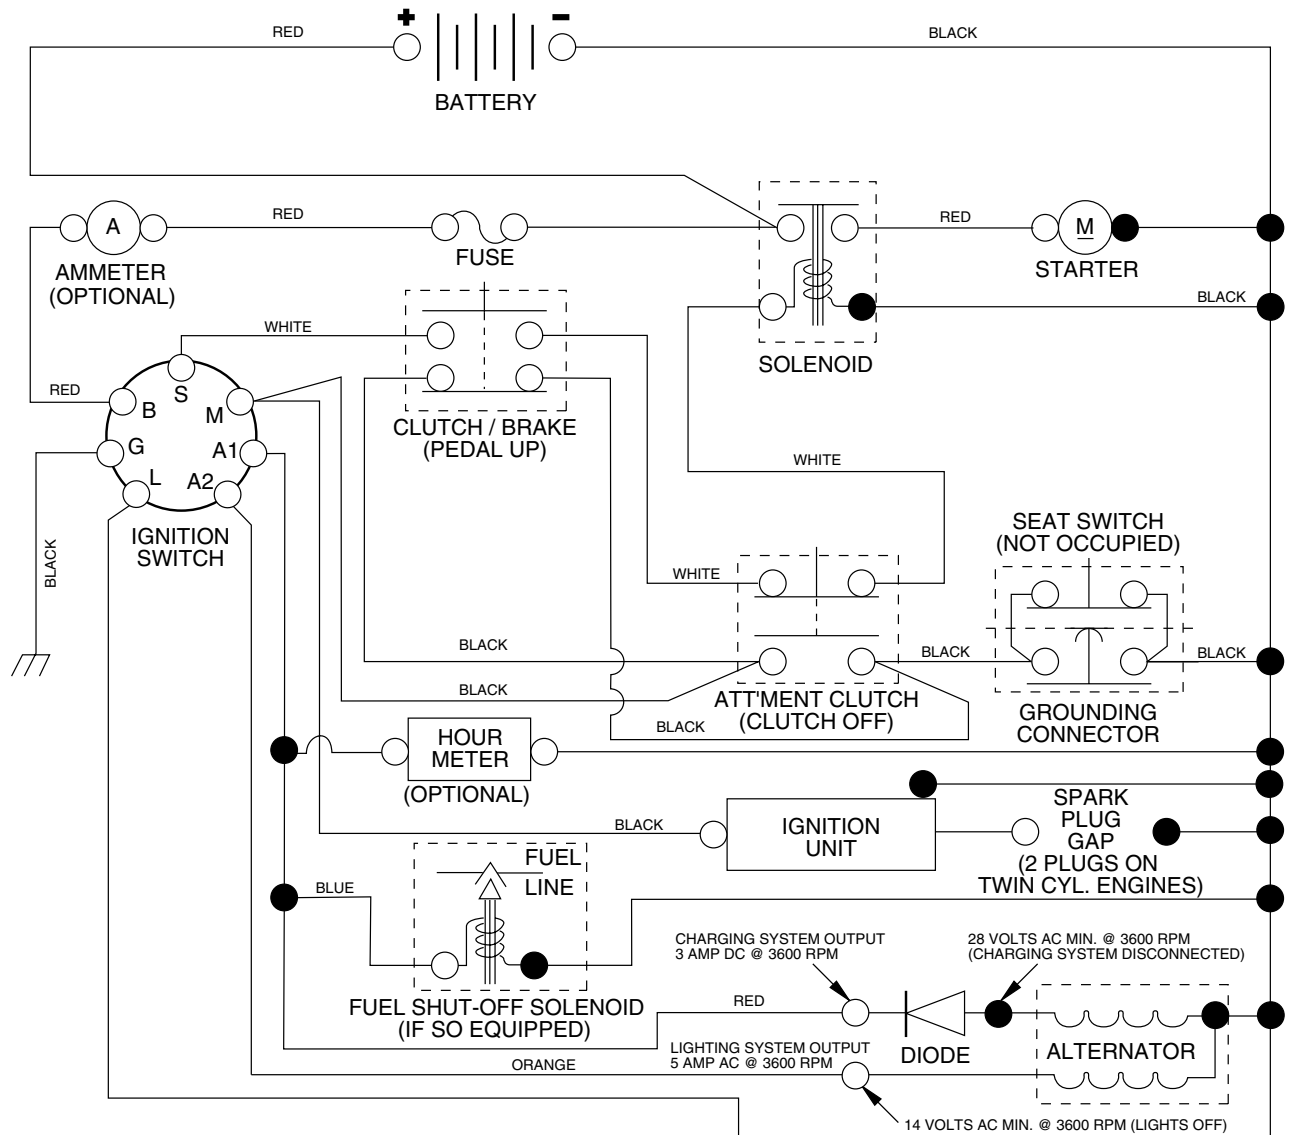 + −
RED
BLACK
BATTERY
A
RED
RED
M
AMMETER
(OPTIONAL)
FUSE
STARTER
BLACK
WHITE
SOLENOID
RED
S
B
M
CLUTCH / BRAKE
(PEDAL UP)
G
A1
WHITE
L
A2
IGNITION
SWITCH
BLACK
SEAT SWITCH
(NOT OCCUPIED)
WHITE
BLACK
BLACK
BLACK
BLACK
ATT'MENT CLUTCH
(CLUTCH OFF)
BLACK
GROUNDING
CONNECTOR
HOUR
METER
(OPTIONAL)
BLACK
IGNITION
UNIT
SPARK
PLUG
GAP
(2 PLUGS ON
TWIN CYL. ENGINES)
FUEL
LINE
BLUE
CHARGING SYSTEM OUTPUT
3 AMP DC @ 3600 RPM
28 VOLTS AC MIN. @ 3600 RPM
(CHARGING SYSTEM DISCONNECTED)
FUEL SHUT-OFF SOLENOID
(IF SO EQUIPPED)
RED
DIODE
ALTERNATOR
LIGHTING SYSTEM OUTPUT
5 AMP AC @ 3600 RPM
ORANGE
14 VOLTS AC MIN. @ 3600 RPM (LIGHTS OFF)